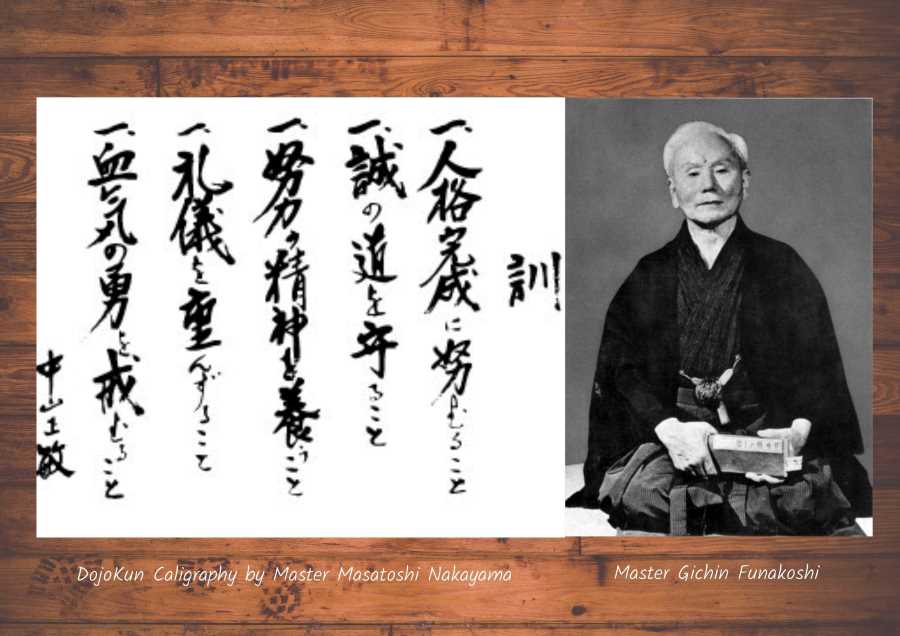 訓
一、人格完成に努むること
一、誠の道を守ること
一、努力の精神を養うこと
一、礼儀を重んずること
一、血気の勇を戒むること
中山正敏
DojoKun Caligraphy by Master Masatoshi Nakayama
Master Gichin Funakoshi